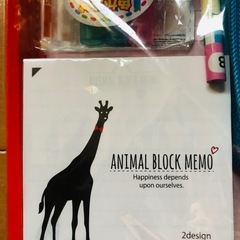 ANIMAL BLOCK MEMO
Happiness depends
upon ourselves.
2design